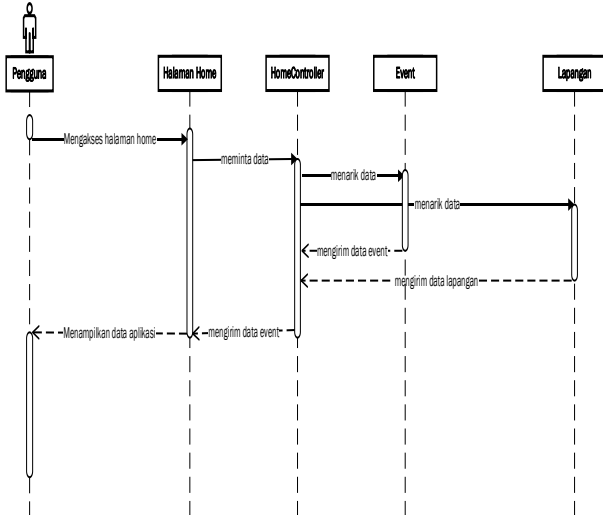 Pengguna
Halaman Home
HomeController
Event
Lapangan
Mengakses halaman home
meminta data
menarik data
menarik data
mengirim data event
mengirim data lapangan
Menampilkan data aplikasi
mengirim data event